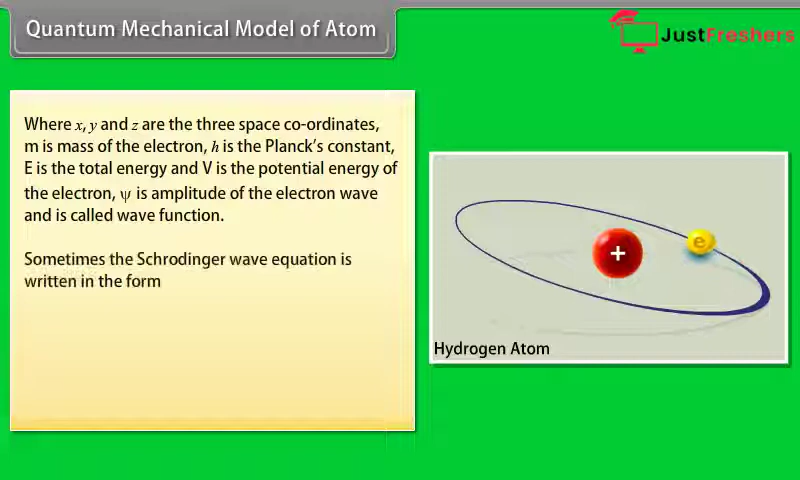 Quantum Mechanical Model of Atom
JustFreshers
Where x, y and z are the three space co-ordinates,
m is mass of the electron, h is the Planck's constant,
E is the total energy and V is the potential energy of
the electron, ψ is amplitude of the electron wave
and is called wave function.
Sometimes the Schrodinger wave equation is
written in the form
+
e
Hydrogen Atom